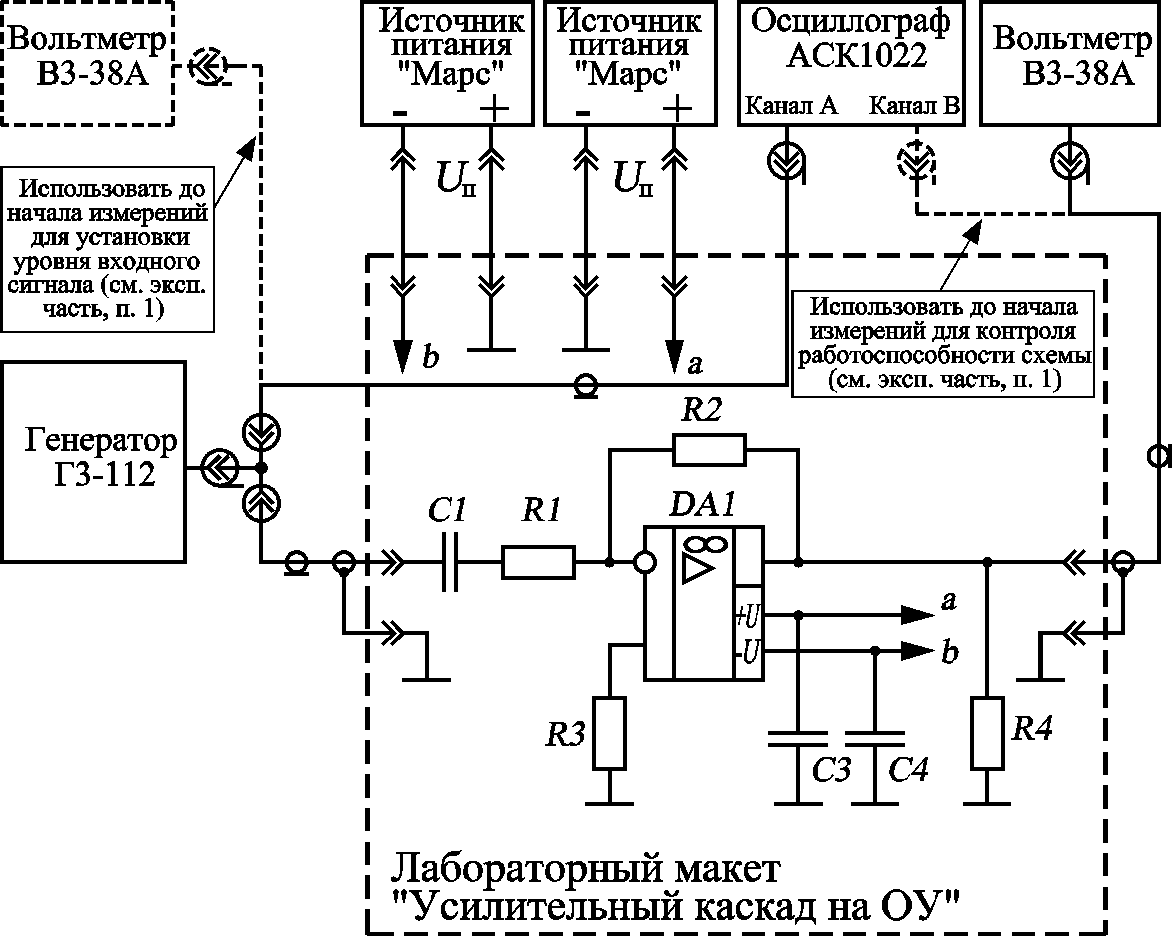 Вольтметр
В3-38А
Источник
питания
"Марс"
- +
Источник
питания
"Марс"
- +
Осциллограф
АСК1022
Канал А Канал В
Вольтметр
В3-38А
Uп
Uп
Использовать до
начала измерений
для установки
уровня входного
сигнала (см. эксп.
часть, п. 1)
Использовать до начала
измерений для контроля
работоспособности схемы
(см. эксп. часть, п. 1)
b
a
Генератор
Г3-112
R2
C1
R1
DA1
∞
+U
-U
a
b
R3
C3
C4
R4
Лабораторный макет
"Усилительный каскад на ОУ"